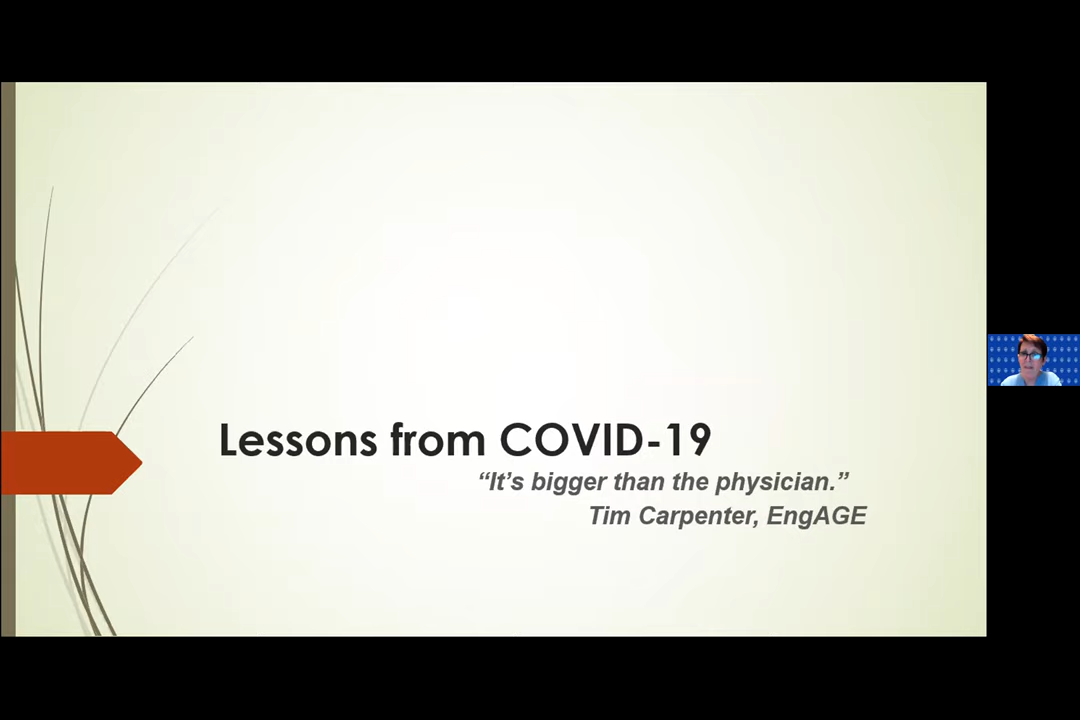 Lessons from COVID-19
“It’s bigger than the physician.”
Tim Carpenter, EngAGE